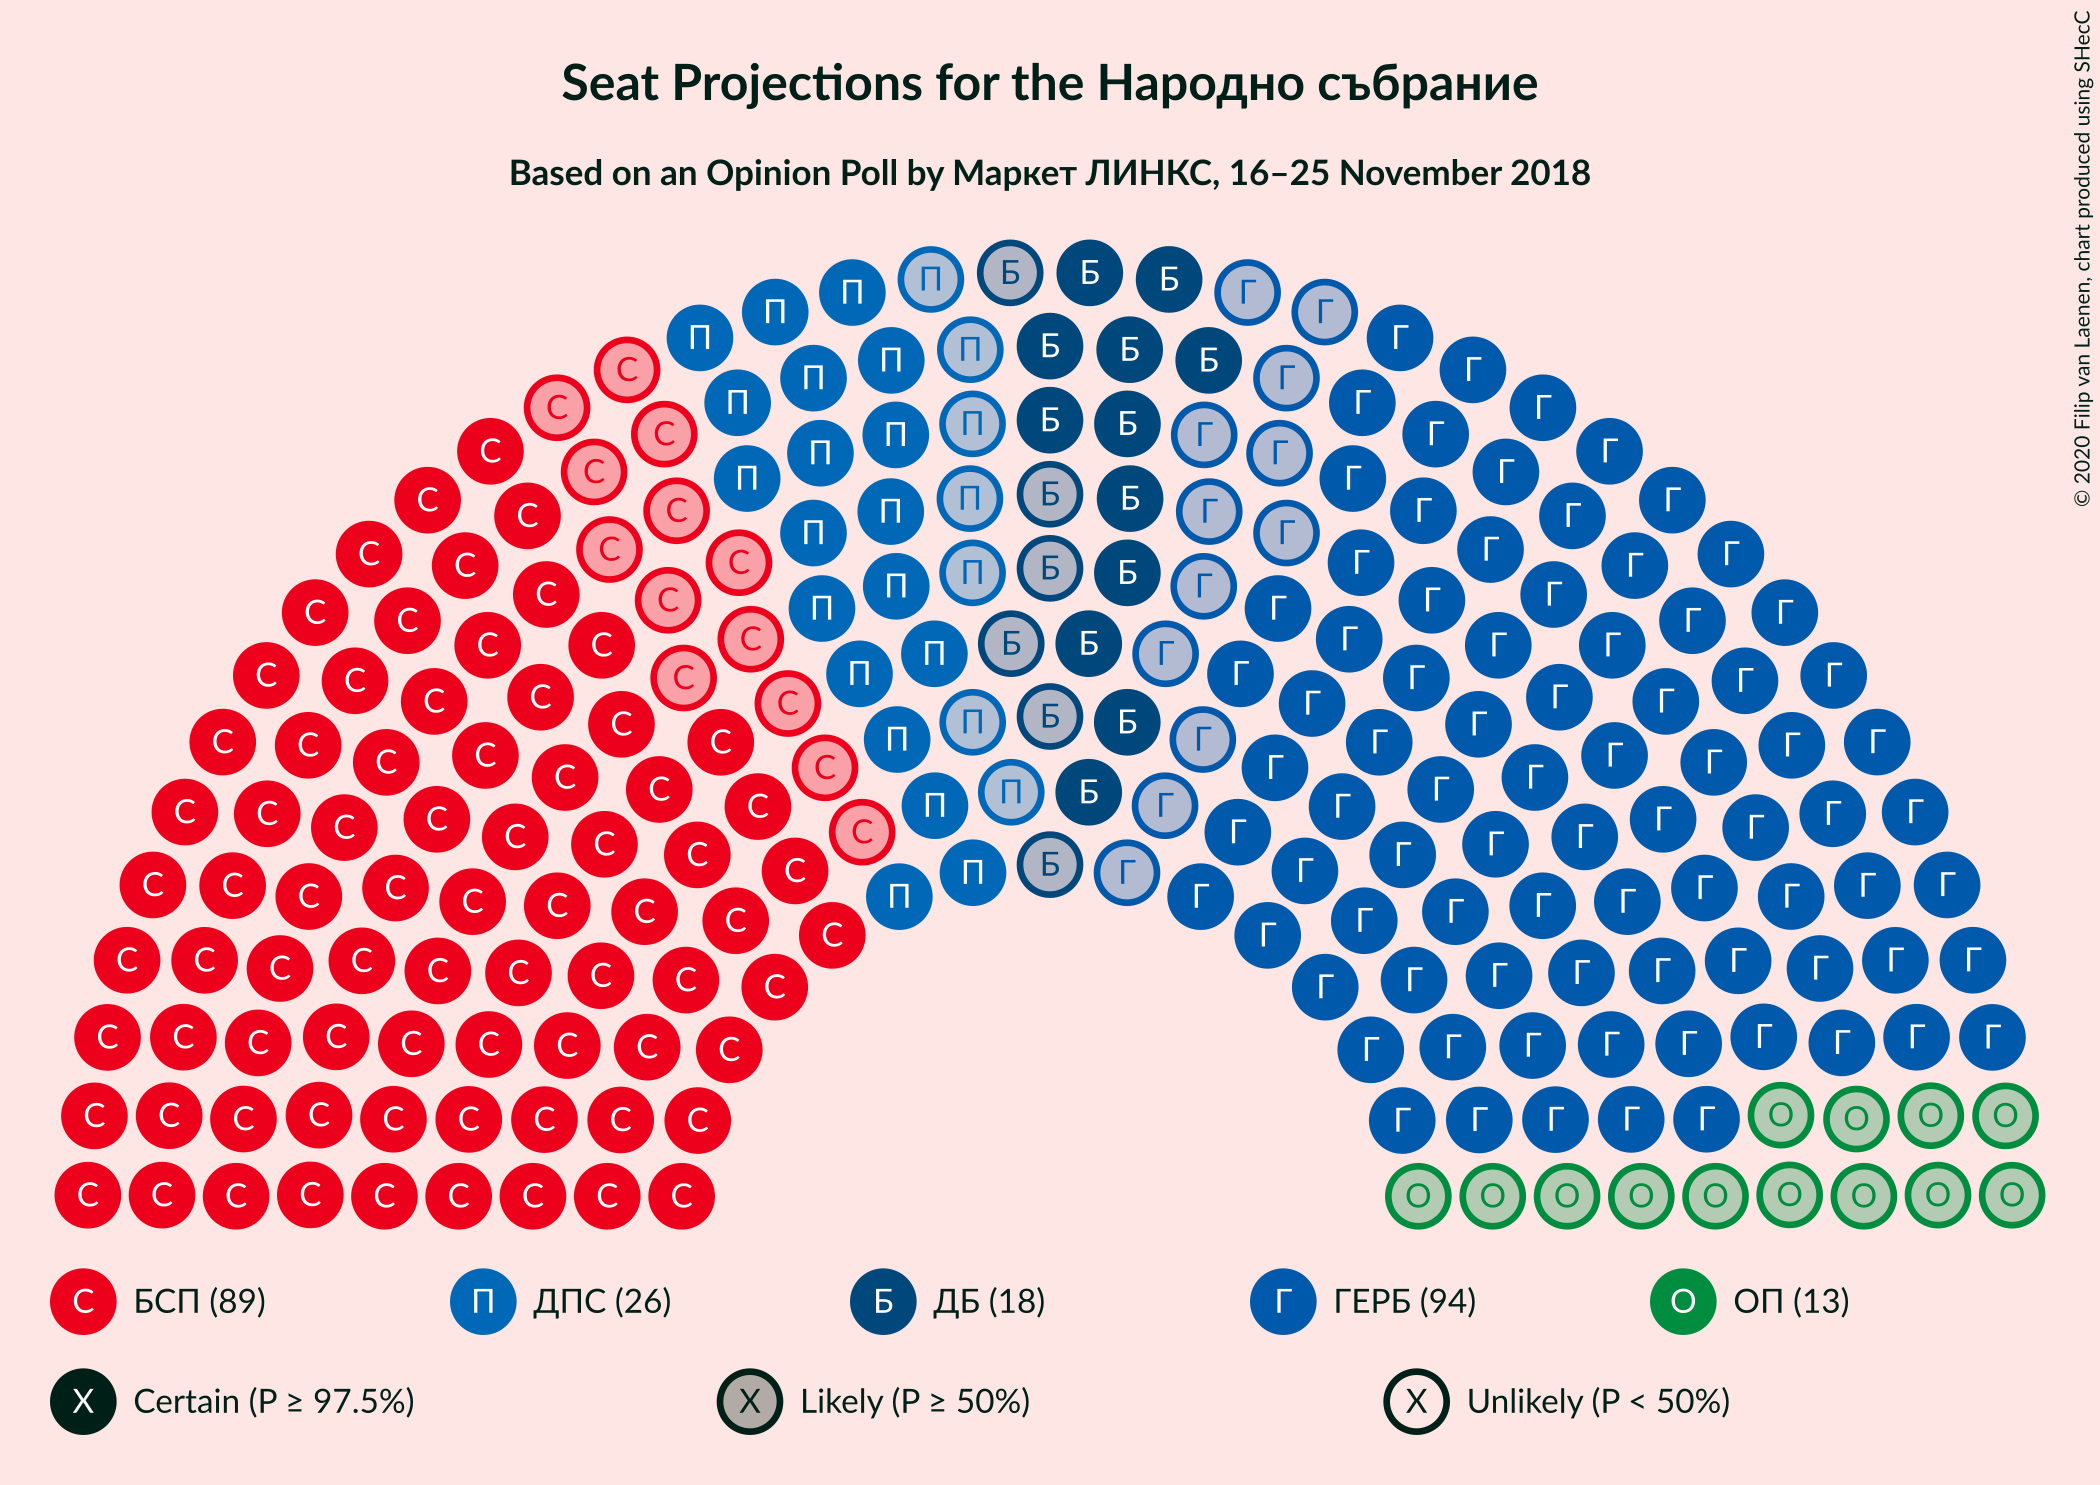 Seat Projections for the Народно събрание
Based on an Opinion Poll by Маркет ЛИНКС, 16–25 November 2018
© 2020 Filip van Laenen, chart produced using SHecC
П Б Б Б Г Г
С БСП (89)
П ДПС (26)
Б ДБ (18)
Г ГЕРБ (94)
О ОП (13)
X Certain (P ≥ 97.5%)
X Likely (P ≥ 50%)
X Unlikely (P < 50%)